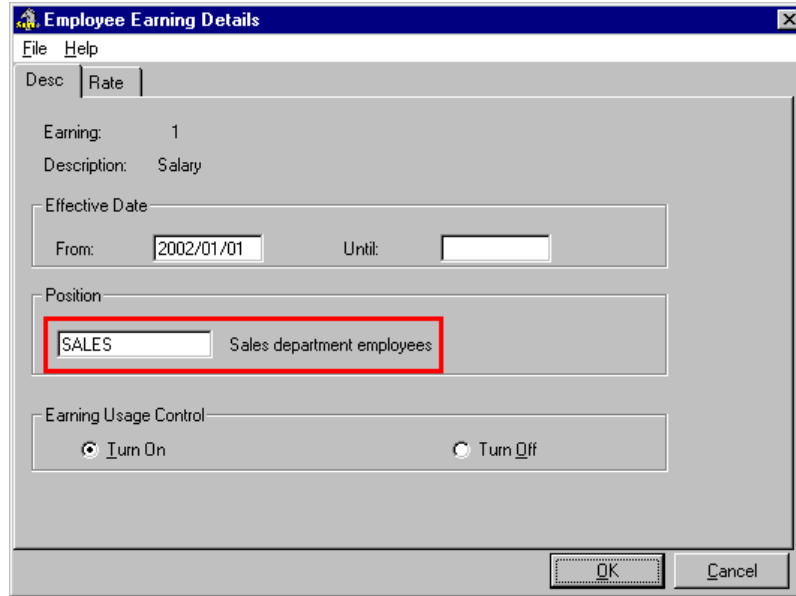 Employee Earning Details
File Help
Desc Rate
Earning: 1
Description: Salary
Effective Date
From: 2002/01/01 Until:
Position
SALES Sales department employees
Earning Usage Control
Turn On Turn Off
OK Cancel